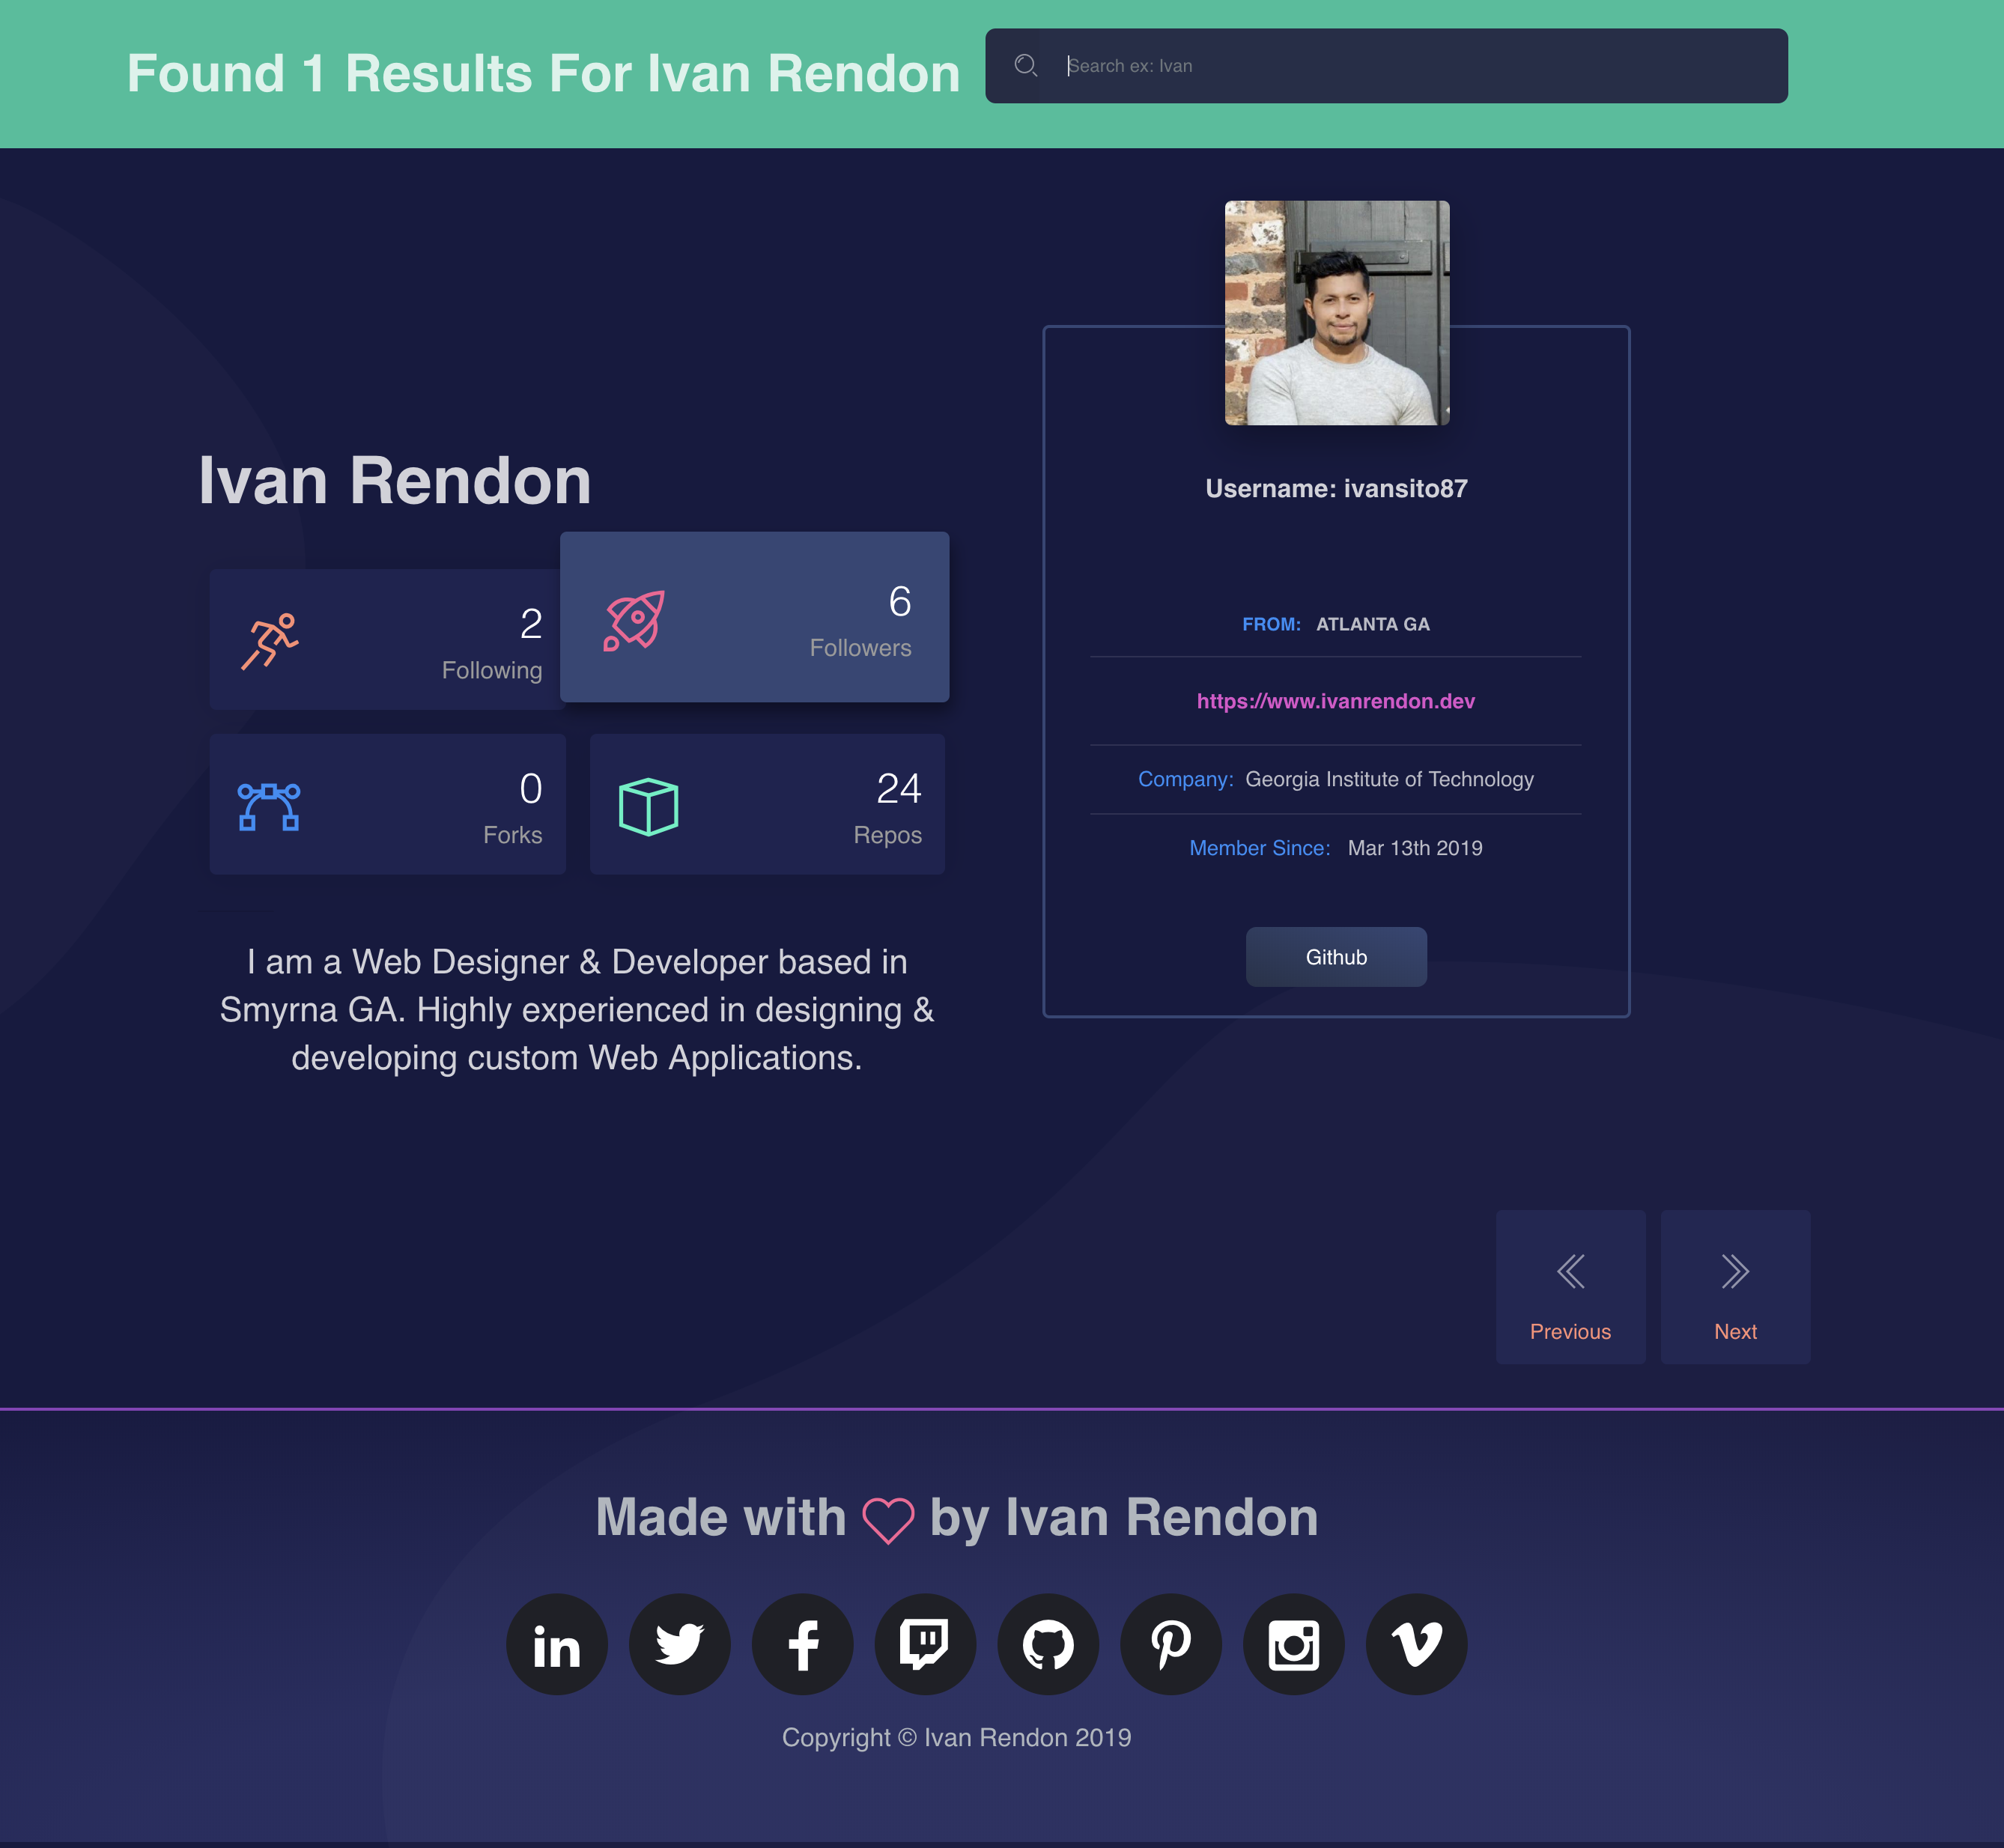 Found 1 Results For Ivan Rendon
Search ex: Ivan
Ivan Rendon
2
Following
6
Followers
0
Forks
24
Repos
I am a Web Designer & Developer based in
Smyrna GA. Highly experienced in designing &
developing custom Web Applications.
Username: ivansito87
FROM: ATLANTA GA
https://www.ivanrendon.dev
Company: Georgia Institute of Technology
Member Since: Mar 13th 2019
Github
Previous
Next
Made with by Ivan Rendon
Copyright © Ivan Rendon 2019